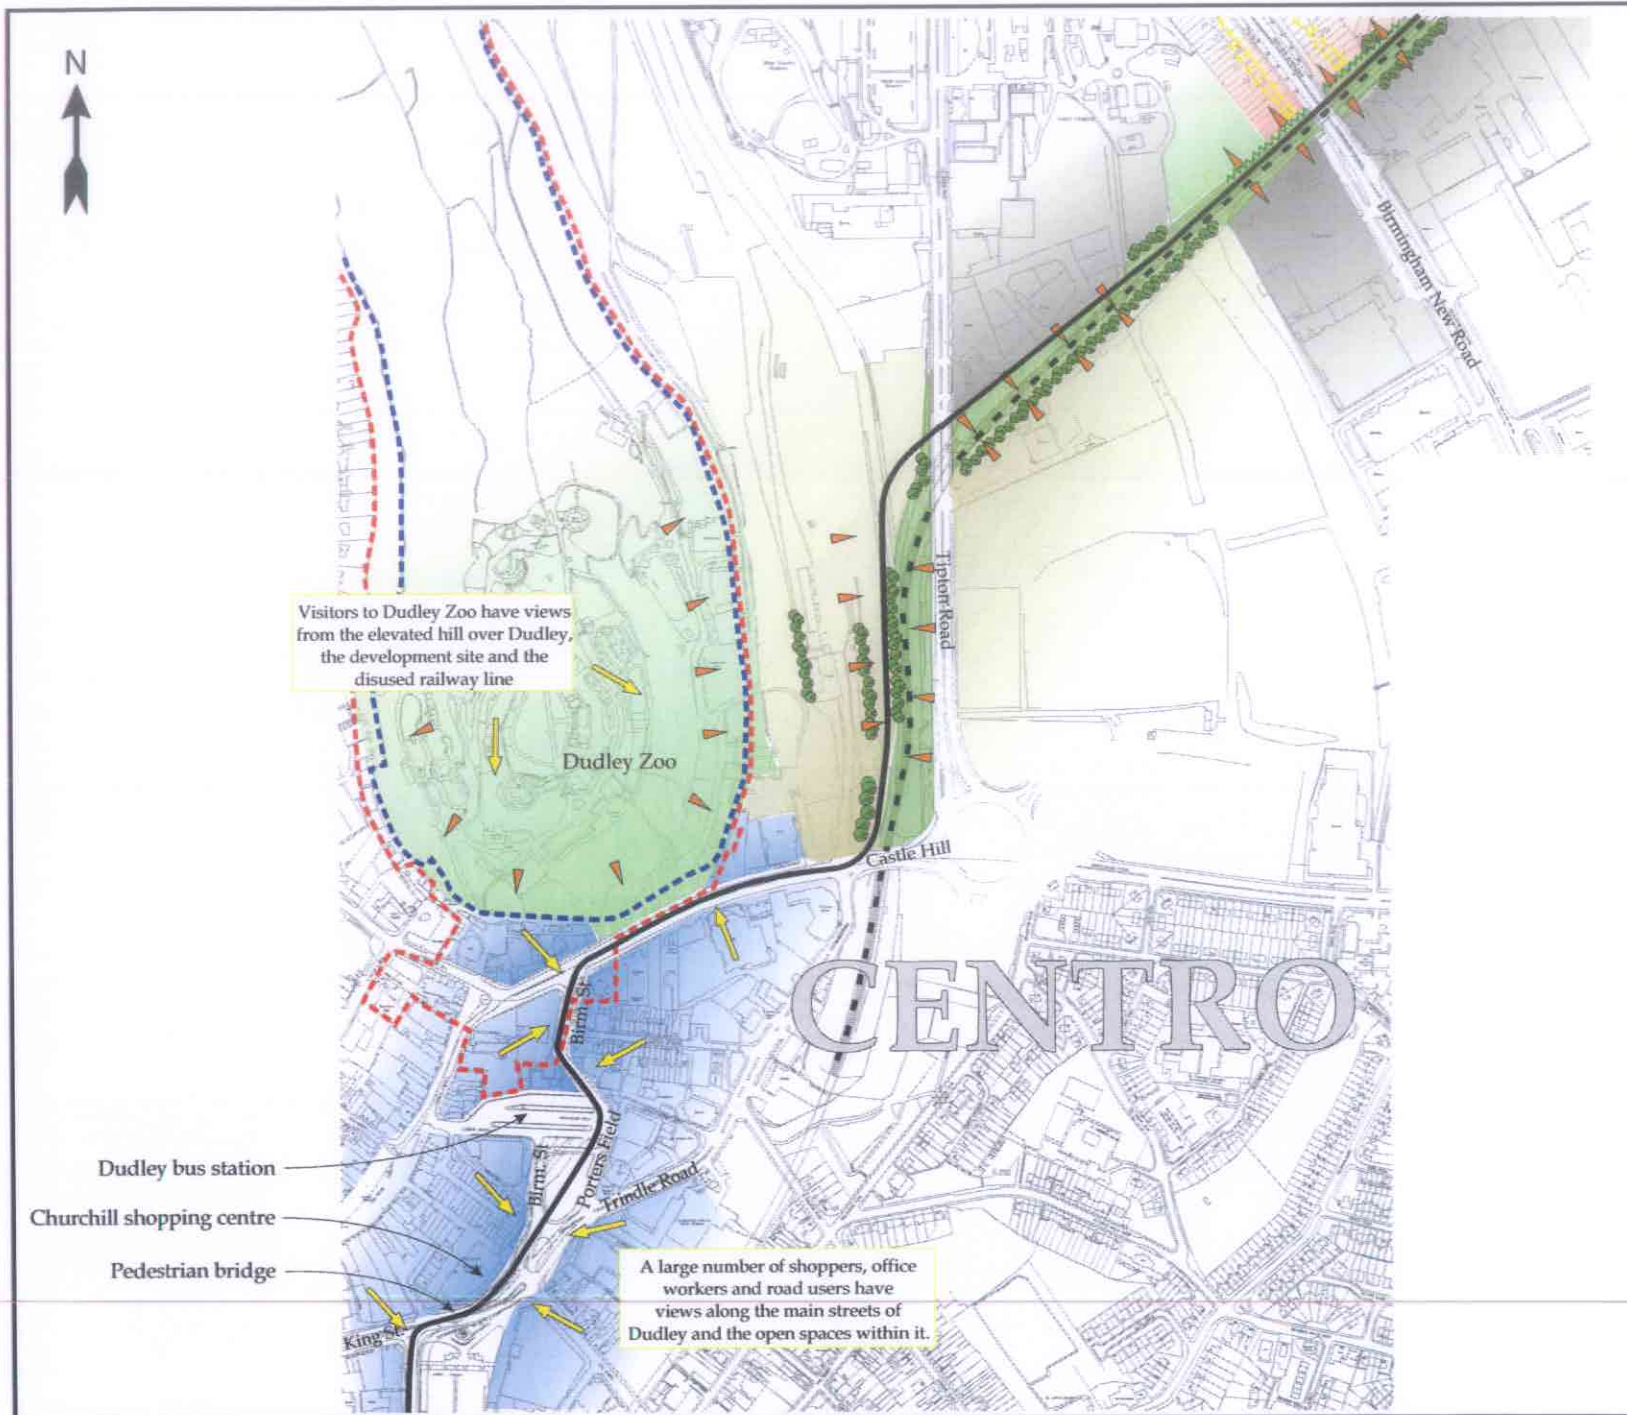 N
Birmingham New Road
Tipton Road
Visitors to Dudley Zoo have views
from the elevated hill over Dudley,
the development site and the
disused railway line
Dudley Zoo
Castle Hill
CENTRO
Birm. St.
Dudley bus station
Birm. St
Porters Field
Trindle Road
Churchill shopping centre
Pedestrian bridge
A large number of shoppers, office
workers and road users have
views along the main streets of
Dudley and the open spaces within it.
King St.